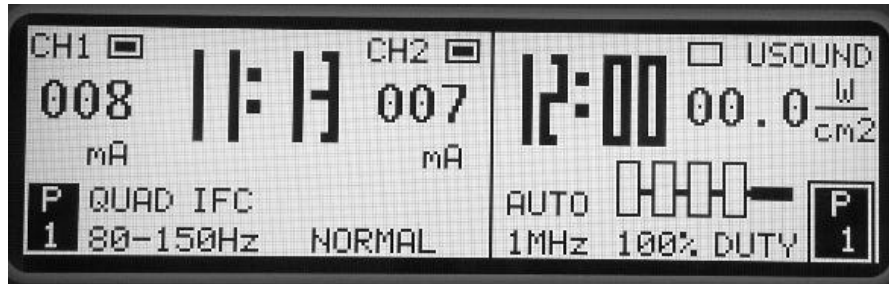 CH1 11:13 CH2 12:00 USOUND
008 007 00.0 W/cm2
mA mA
P 1 QUAD IFC AUTO P 1
80-150Hz NORMAL 1MHz 100% DUTY